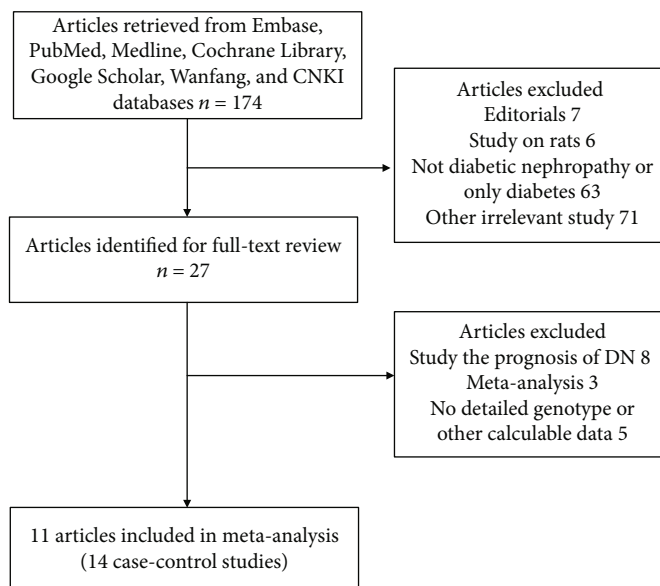 Articles retrieved from Embase,
PubMed, Medline, Cochrane Library,
Google Scholar, Wanfang, and CNKI
databases n = 174
Articles excluded
Editorials 7
Study on rats 6
Not diabetic nephropathy or
only diabetes 63
Other irrelevant study 71
Articles identified for full-text review
n = 27
Articles excluded
Study the prognosis of DN 8
Meta-analysis 3
No detailed genotype or
other calculable data 5
11 articles included in meta-analysis
(14 case-control studies)